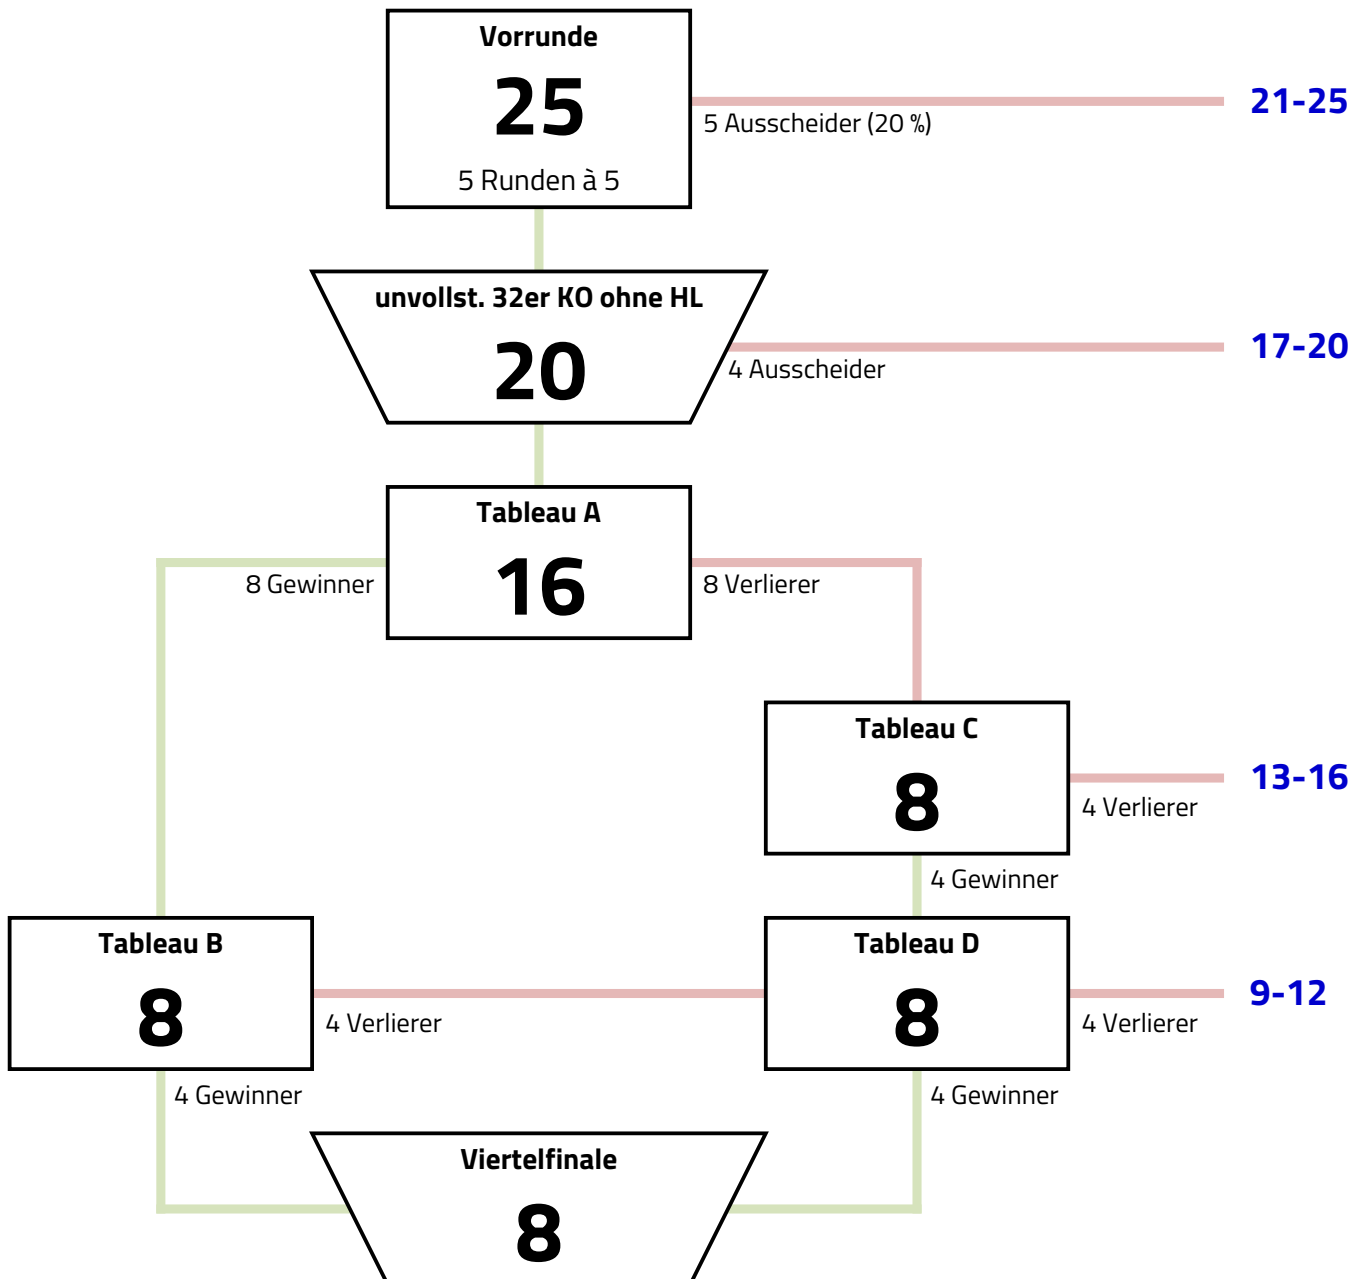 Vorrunde
25
5 Runden à 5
5 Ausscheider (20 %)
21-25
unvollst. 32er KO ohne HL
20
4 Ausscheider
17-20
Tableau A
16
8 Gewinner
8 Verlierer
Tableau C
8
4 Verlierer
13-16
4 Gewinner
Tableau B
8
4 Verlierer
Tableau D
8
4 Verlierer
9-12
4 Gewinner
4 Gewinner
Viertelfinale
8